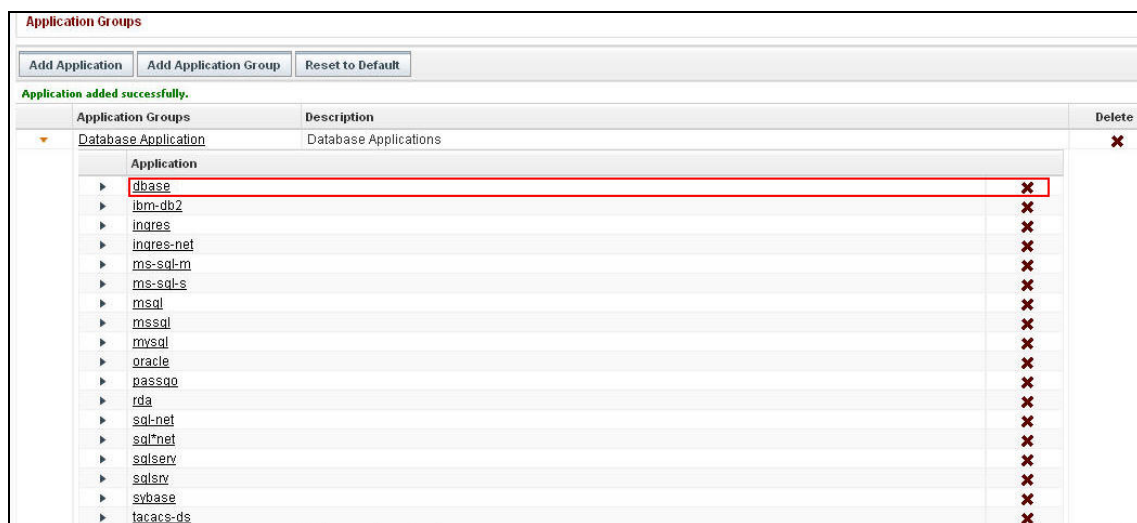 Application Groups
Add Application Add Application Group Reset to Default
Application added successfully.
Application Groups Description Delete
Database Application Database Applications
Application
dbase
ibm-db2
ingres
ingres-net
ms-sql-m
ms-sql-s
msql
mssql
mysql
oracle
passgo
rda
sql-net
sql*net
sqlserv
sqlsrv
sybase
tacacs-ds